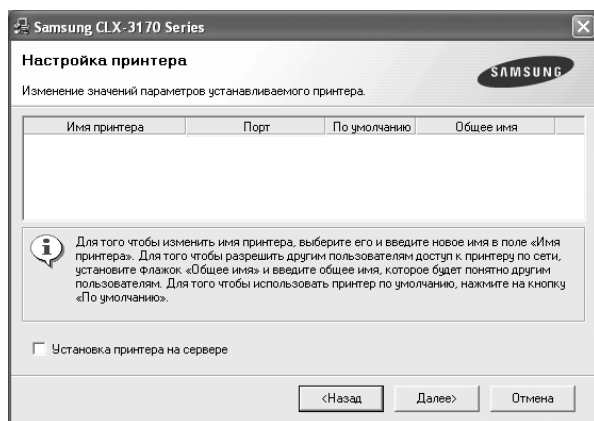 Samsung CLX-3170 Series
Настройка принтера
SAMSUNG
Изменение значений параметров устанавливаемого принтера.
Имя принтера Порт По умолчанию Общее имя
Для того чтобы изменить имя принтера, выберите его и введите новое имя в поле «Имя
принтера». Для того чтобы разрешить другим пользователям доступ к принтеру по сети,
установите флажок «Общее имя» и введите общее имя, которое будет понятно другим
пользователям. Для того чтобы использовать принтер по умолчанию, нажмите на кнопку
«По умолчанию».
Установка принтера на сервере
<Назад Далее> Отмена